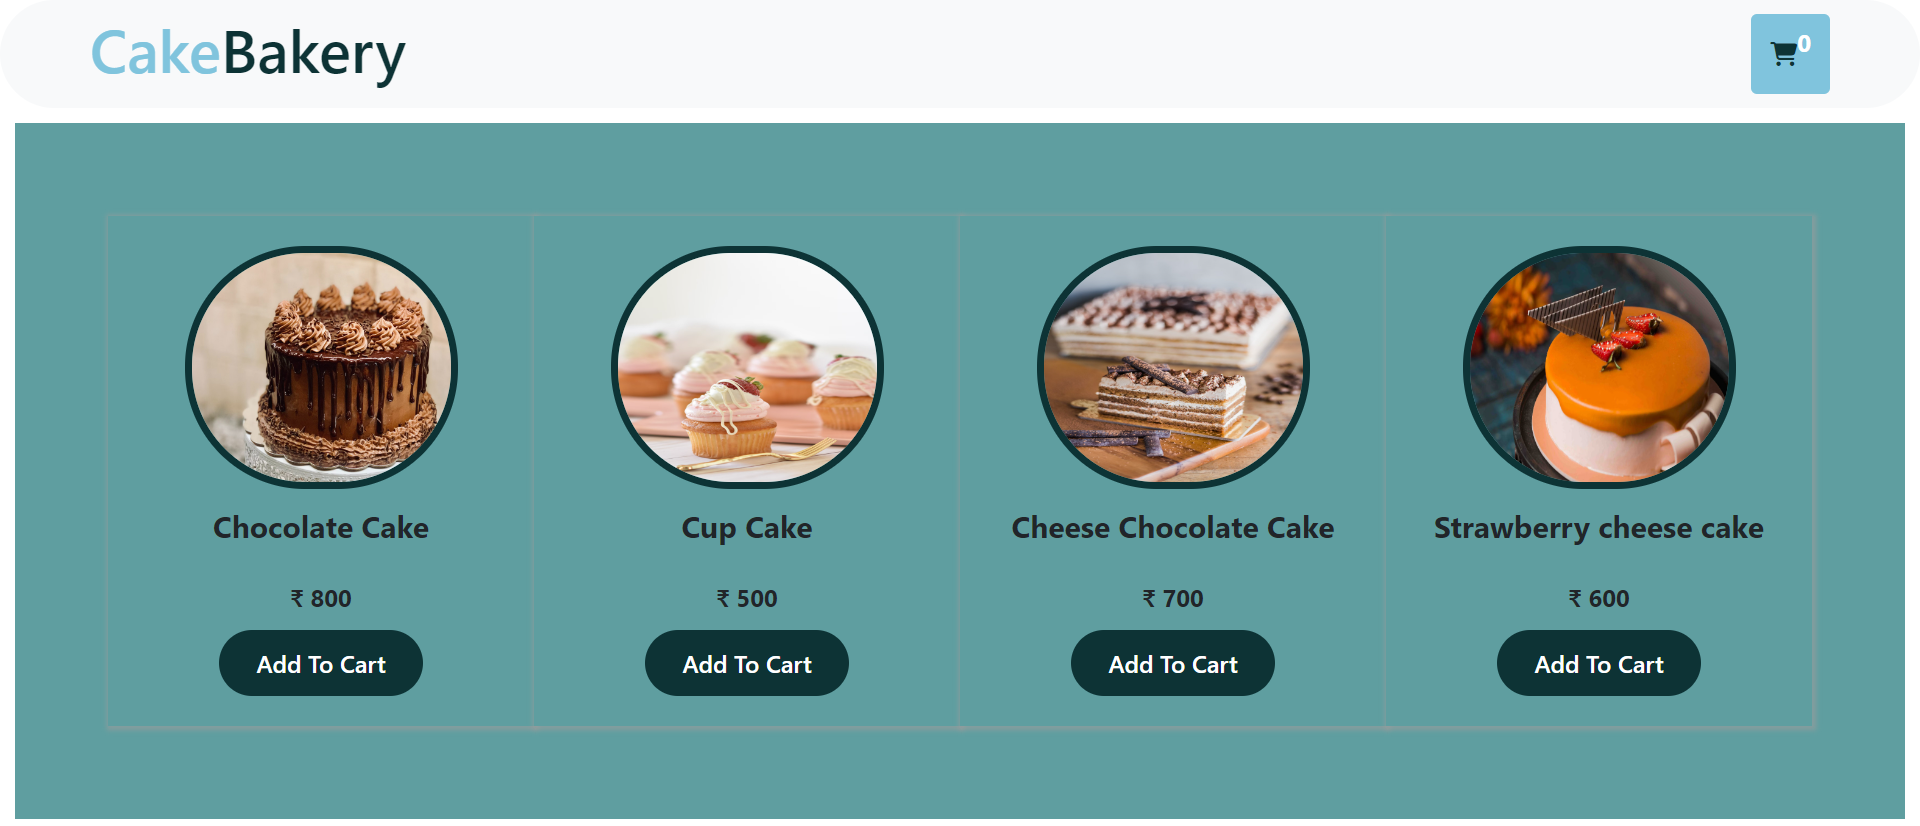 CakeBakery
0
Chocolate Cake
Cup Cake
Cheese Chocolate Cake
Strawberry cheese cake
₹ 800
₹ 500
₹ 700
₹ 600
Add To Cart
Add To Cart
Add To Cart
Add To Cart